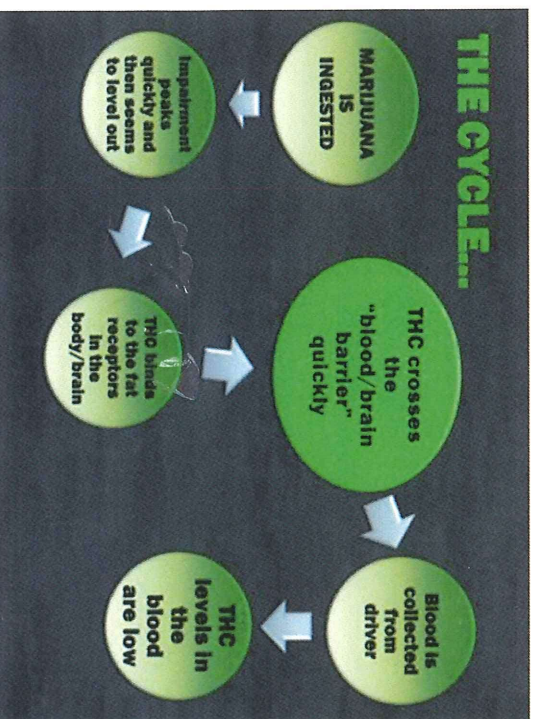 THE CYCLE...
MARIJUANA
IS
INGESTED
Impairment
peaks
quickly and
then seems
to level out
THC binds
to the fat
receptors
in the
body/brain
THC crosses
the
"blood/brain
barrier"
quickly
Blood is
collected
from
driver
THC
levels in
the
blood
are low